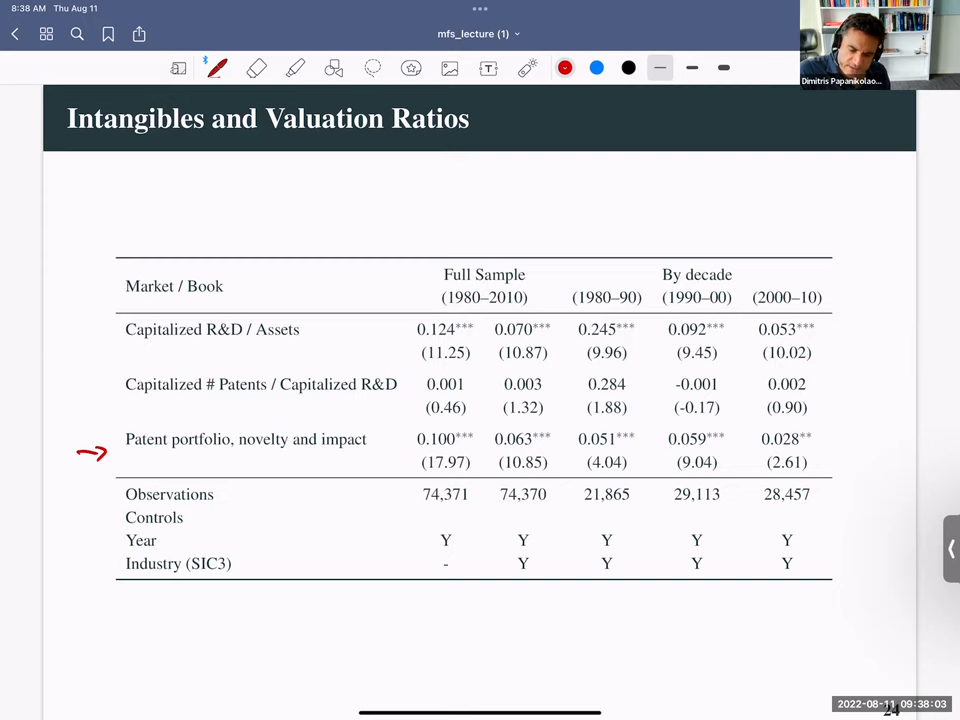 8:38 AM Thu Aug 11
mfs_lecture (1)
Dimitris Papanikolao...
Intangibles and Valuation Ratios
Market / Book Full Sample By decade
(1980–2010) (1980–90) (1990–00) (2000–10)
Capitalized R&D / Assets 0.124*** 0.070*** 0.245*** 0.092*** 0.053***
(11.25) (10.87) (9.96) (9.45) (10.02)
Capitalized # Patents / Capitalized R&D 0.001 0.003 0.284 -0.001 0.002
(0.46) (1.32) (1.88) (-0.17) (0.90)
Patent portfolio, novelty and impact 0.100*** 0.063*** 0.051*** 0.059*** 0.028**
(17.97) (10.85) (4.04) (9.04) (2.61)
Observations 74,371 74,370 21,865 29,113 28,457
Controls
Year Y Y Y Y Y
Industry (SIC3) - Y Y Y Y
2022-08-11 09:38:03
24